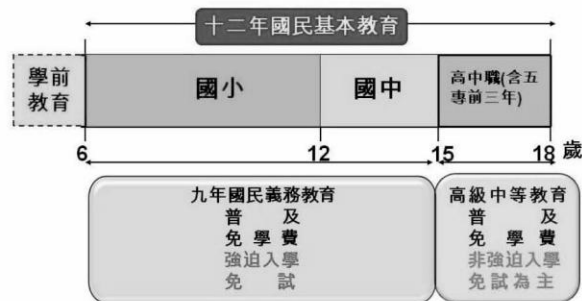 十二年國民基本教育
學前
教育
國小
國中
高中職(含五
專前三年)
6
12
15
18 歲
九年國民義務教育
普及
免學費
強迫入學
免試
高級中等教育
普及
免學費
非強迫入學
免試為主